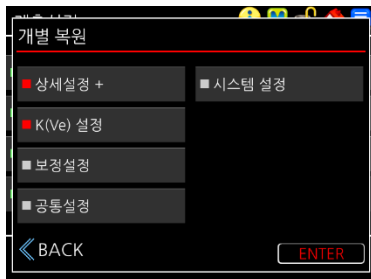 개별 복원
상세설정 +
시스템 설정
K(Ve) 설정
보정설정
공통설정
BACK
ENTER